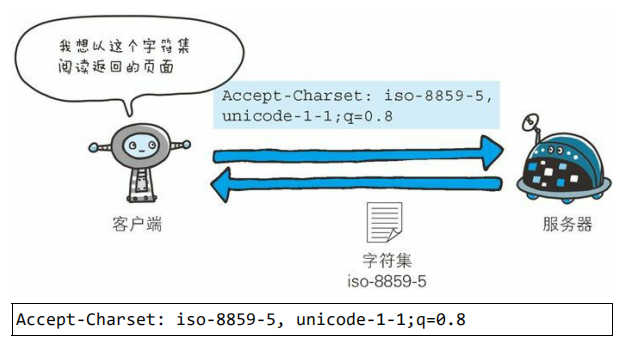 我想以这个字符集
阅读返回的页面
Accept-Charset: iso-8859-5,
unicode-1-1;q=0.8
客户端
服务器
字符集
iso-8859-5
Accept-Charset: iso-8859-5, unicode-1-1;q=0.8